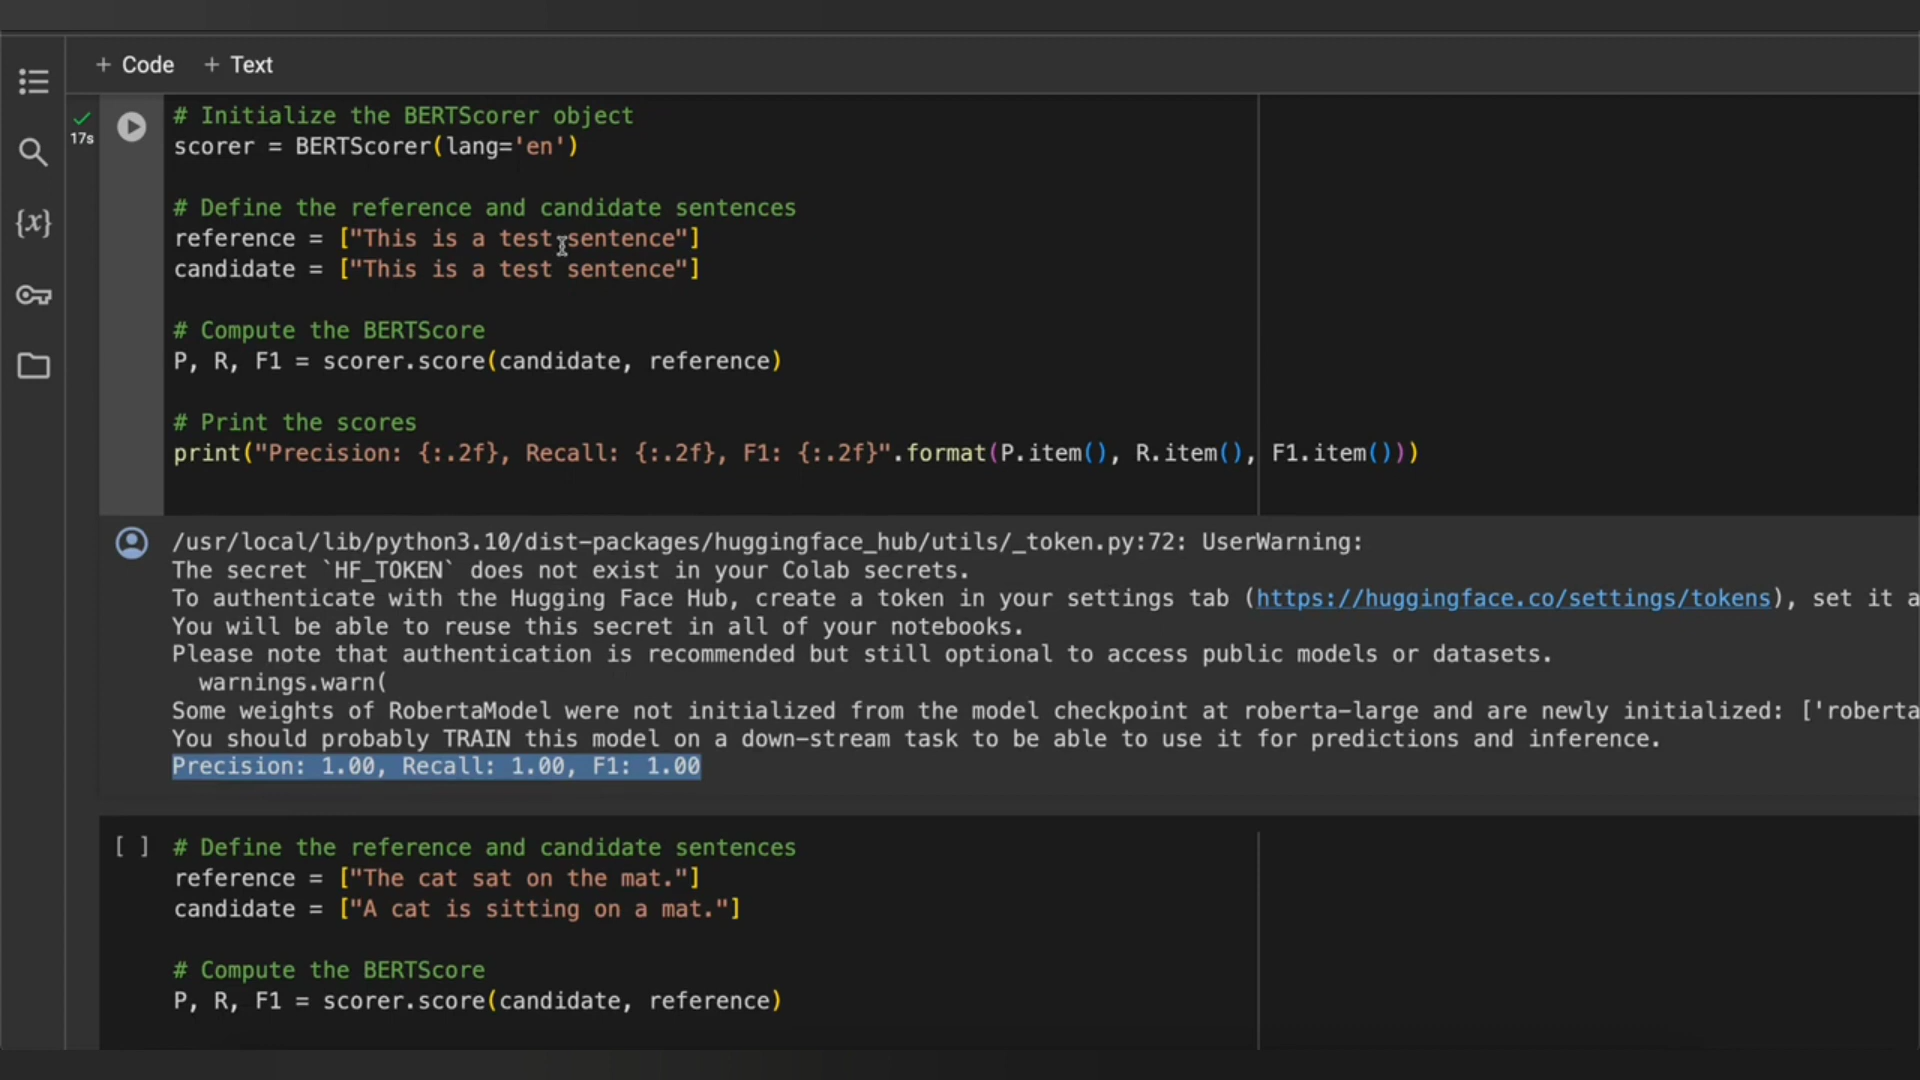 + Code + Text
17s
# Initialize the BERTScorer object
scorer = BERTScorer(lang='en')
# Define the reference and candidate sentences
reference = ["This is a test sentence"]
candidate = ["This is a test sentence"]
# Compute the BERTScore
P, R, F1 = scorer.score(candidate, reference)
# Print the scores
print("Precision: {:.2f}, Recall: {:.2f}, F1: {:.2f}".format(P.item(), R.item(), F1.item()))
/usr/local/lib/python3.10/dist-packages/huggingface_hub/utils/_token.py:72: UserWarning:
The secret `HF_TOKEN` does not exist in your Colab secrets.
To authenticate with the Hugging Face Hub, create a token in your settings tab (https://huggingface.co/settings/tokens), set it a
You will be able to reuse this secret in all of your notebooks.
Please note that authentication is recommended but still optional to access public models or datasets.
warnings.warn(
Some weights of RobertaModel were not initialized from the model checkpoint at roberta-large and are newly initialized: ['roberta
You should probably TRAIN this model on a down-stream task to be able to use it for predictions and inference.
Precision: 1.00, Recall: 1.00, F1: 1.00
[ ] # Define the reference and candidate sentences
reference = ["The cat sat on the mat."]
candidate = ["A cat is sitting on a mat."]
# Compute the BERTScore
P, R, F1 = scorer.score(candidate, reference)